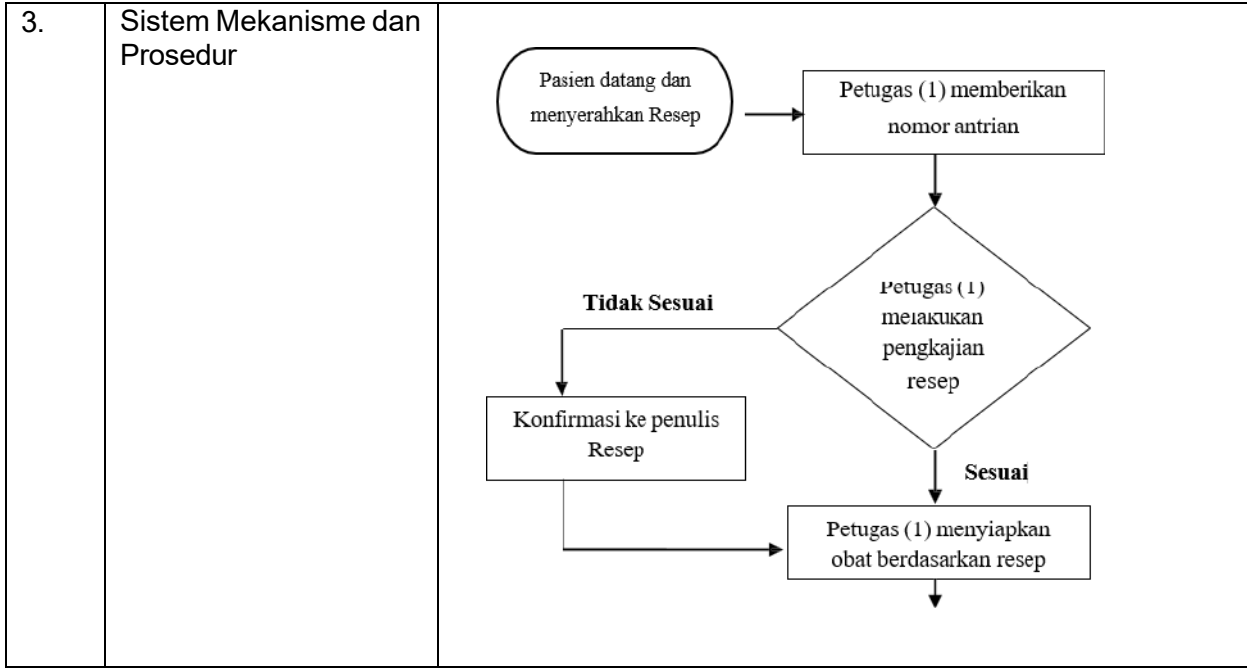 3.
Sistem Mekanisme dan
Prosedur
Pasien datang dan
menyerahkan Resep
Petugas (1) memberikan
nomor antrian
Petugas (1)
melakukan
pengkajian
resep
Tidak Sesuai
Konfirmasi ke penulis
Resep
Sesuai
Petugas (1) menyiapkan
obat berdasarkan resep